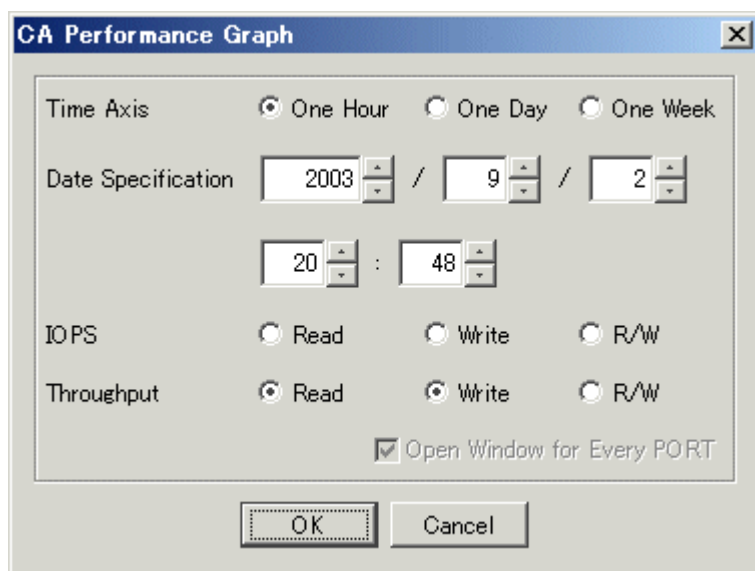 CA Performance Graph
Time Axis One Hour One Day One Week
Date Specification 2003 / 9 / 2
20 : 48
IOPS Read Write R/W
Throughput Read Write R/W
Open Window for Every PORT
OK Cancel